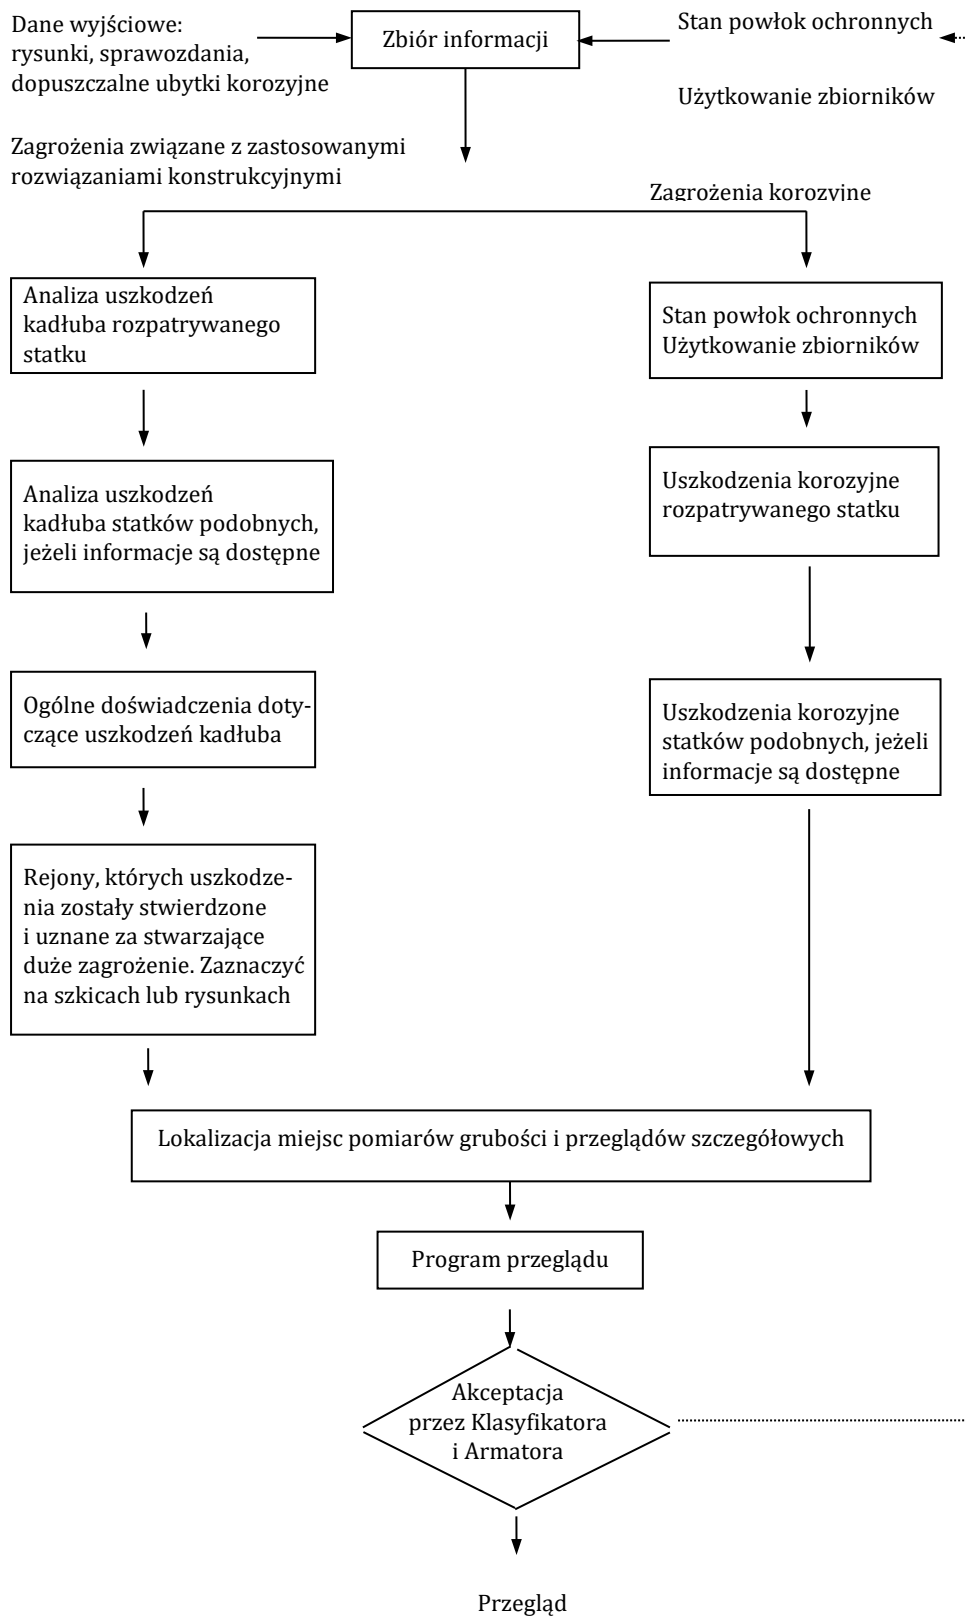 Dane wyjściowe:
rysunki, sprawozdania,
dopuszczalne ubytki korozyjne
Zbiór informacji
Stan powłok ochronnych
Użytkowanie zbiorników
Zagrożenia związane z zastosowanymi
rozwiązaniami konstrukcyjnymi
Zagrożenia korozyjne
Analiza uszkodzeń
kadłuba rozpatrywanego
statku
Stan powłok ochronnych
Użytkowanie zbiorników
Analiza uszkodzeń
kadłuba statków podobnych,
jeżeli informacje są dostępne
Uszkodzenia korozyjne
rozpatrywanego statku
Ogólne doświadczenia doty-
czące uszkodzeń kadłuba
Uszkodzenia korozyjne
statków podobnych, jeżeli
informacje są dostępne
Rejony, których uszkodze-
nia zostały stwierdzone
i uznane za stwarzające
duże zagrożenie. Zaznaczyć
na szkicach lub rysunkach
Lokalizacja miejsc pomiarów grubości i przeglądów szczegółowych
Program przeglądu
Akceptacja
przez Klasyfikatora
i Armatora
Przegląd